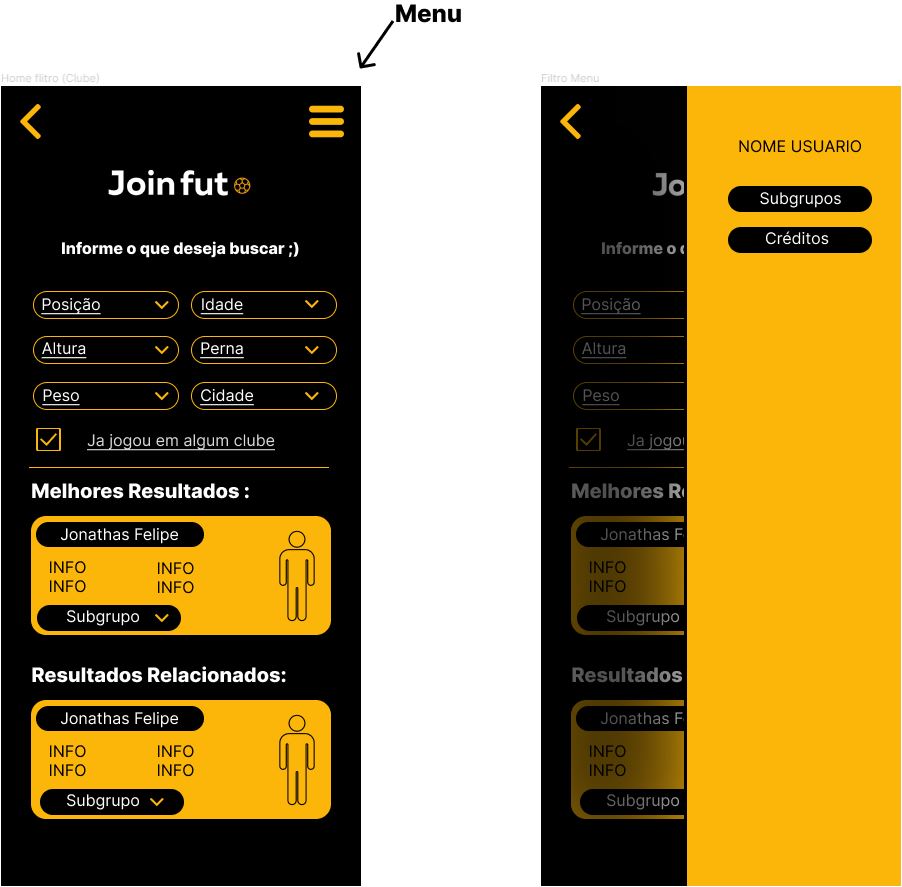 Menu
Home flitro (Clube)
Join fut
Informe o que deseja buscar ;)
Posição
Idade
Altura
Perna
Peso
Cidade
Ja jogou em algum clube
Melhores Resultados :
Jonathas Felipe
INFO
INFO
INFO
INFO
Subgrupo
Resultados Relacionados:
Jonathas Felipe
INFO
INFO
INFO
INFO
Subgrupo
Filtro Menu
Jo
Informe o d
Posição
Altura
Peso
Ja jogou
Melhores Re
Jonathas F
INFO
INFO
Subgrupo
Resultados
Jonathas F
INFO
INFO
Subgrupo
NOME USUARIO
Subgrupos
Créditos